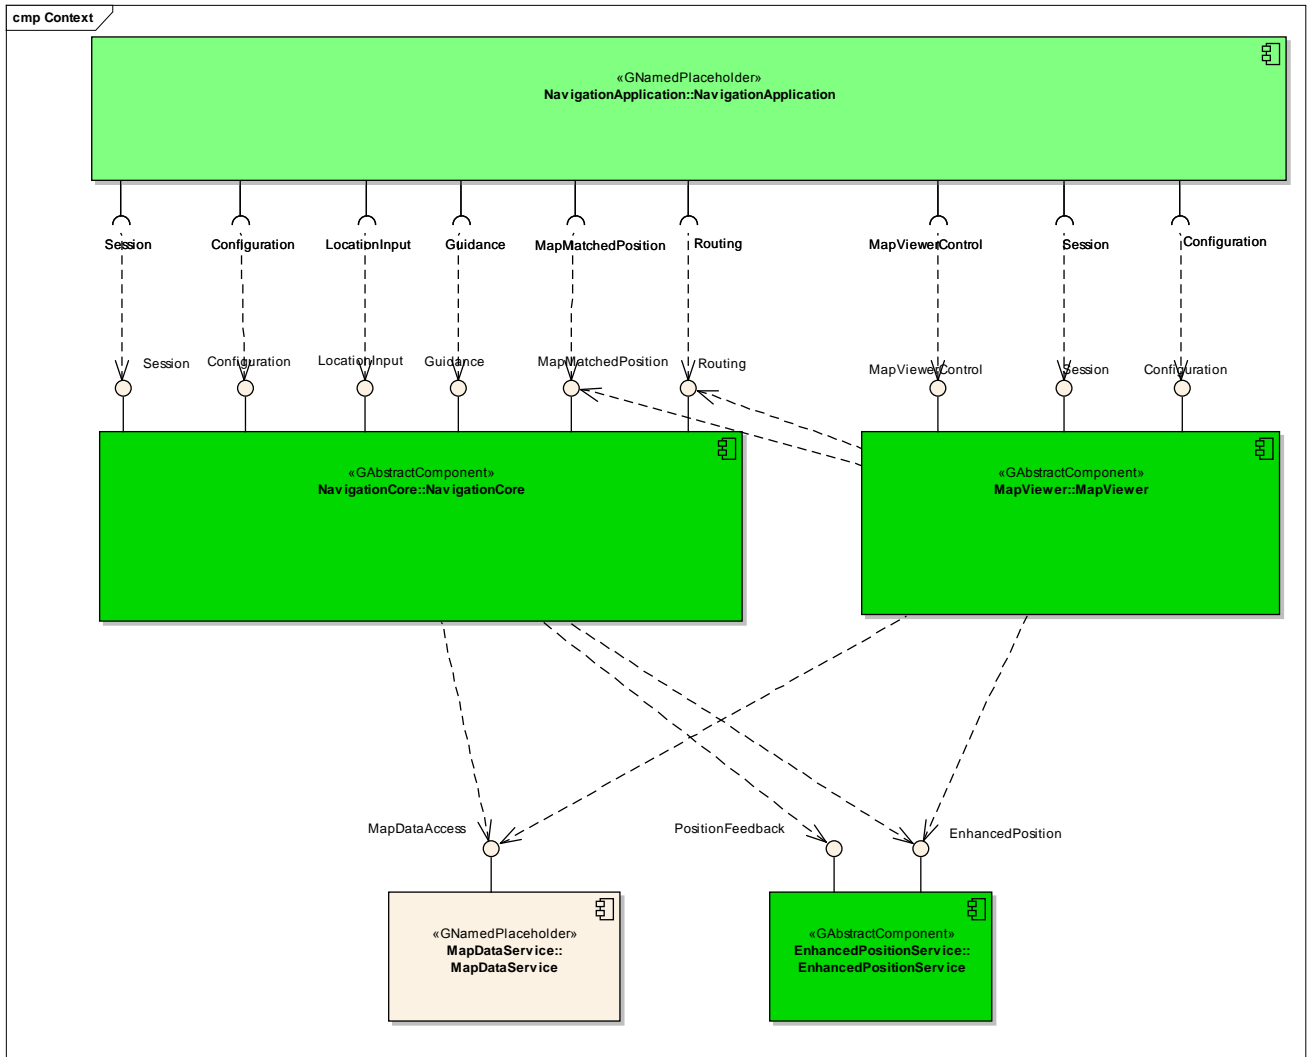 cmp Context
«GNamedPlaceholder»
NavigationApplication::NavigationApplication
Session
Configuration
LocationInput
Guidance
MapMatchedPosition
Routing
MapViewerControl
Session
Configuration
Session
Configuration
LocationInput
Guidance
MapMatchedPosition
Routing
MapViewerControl
Session
Configuration
«GAbstractComponent»
NavigationCore::NavigationCore
«GAbstractComponent»
MapViewer::MapViewer
MapDataAccess
PositionFeedback
EnhancedPosition
«GNamedPlaceholder»
MapDataService::
MapDataService
«GAbstractComponent»
EnhancedPositionService::
EnhancedPositionService